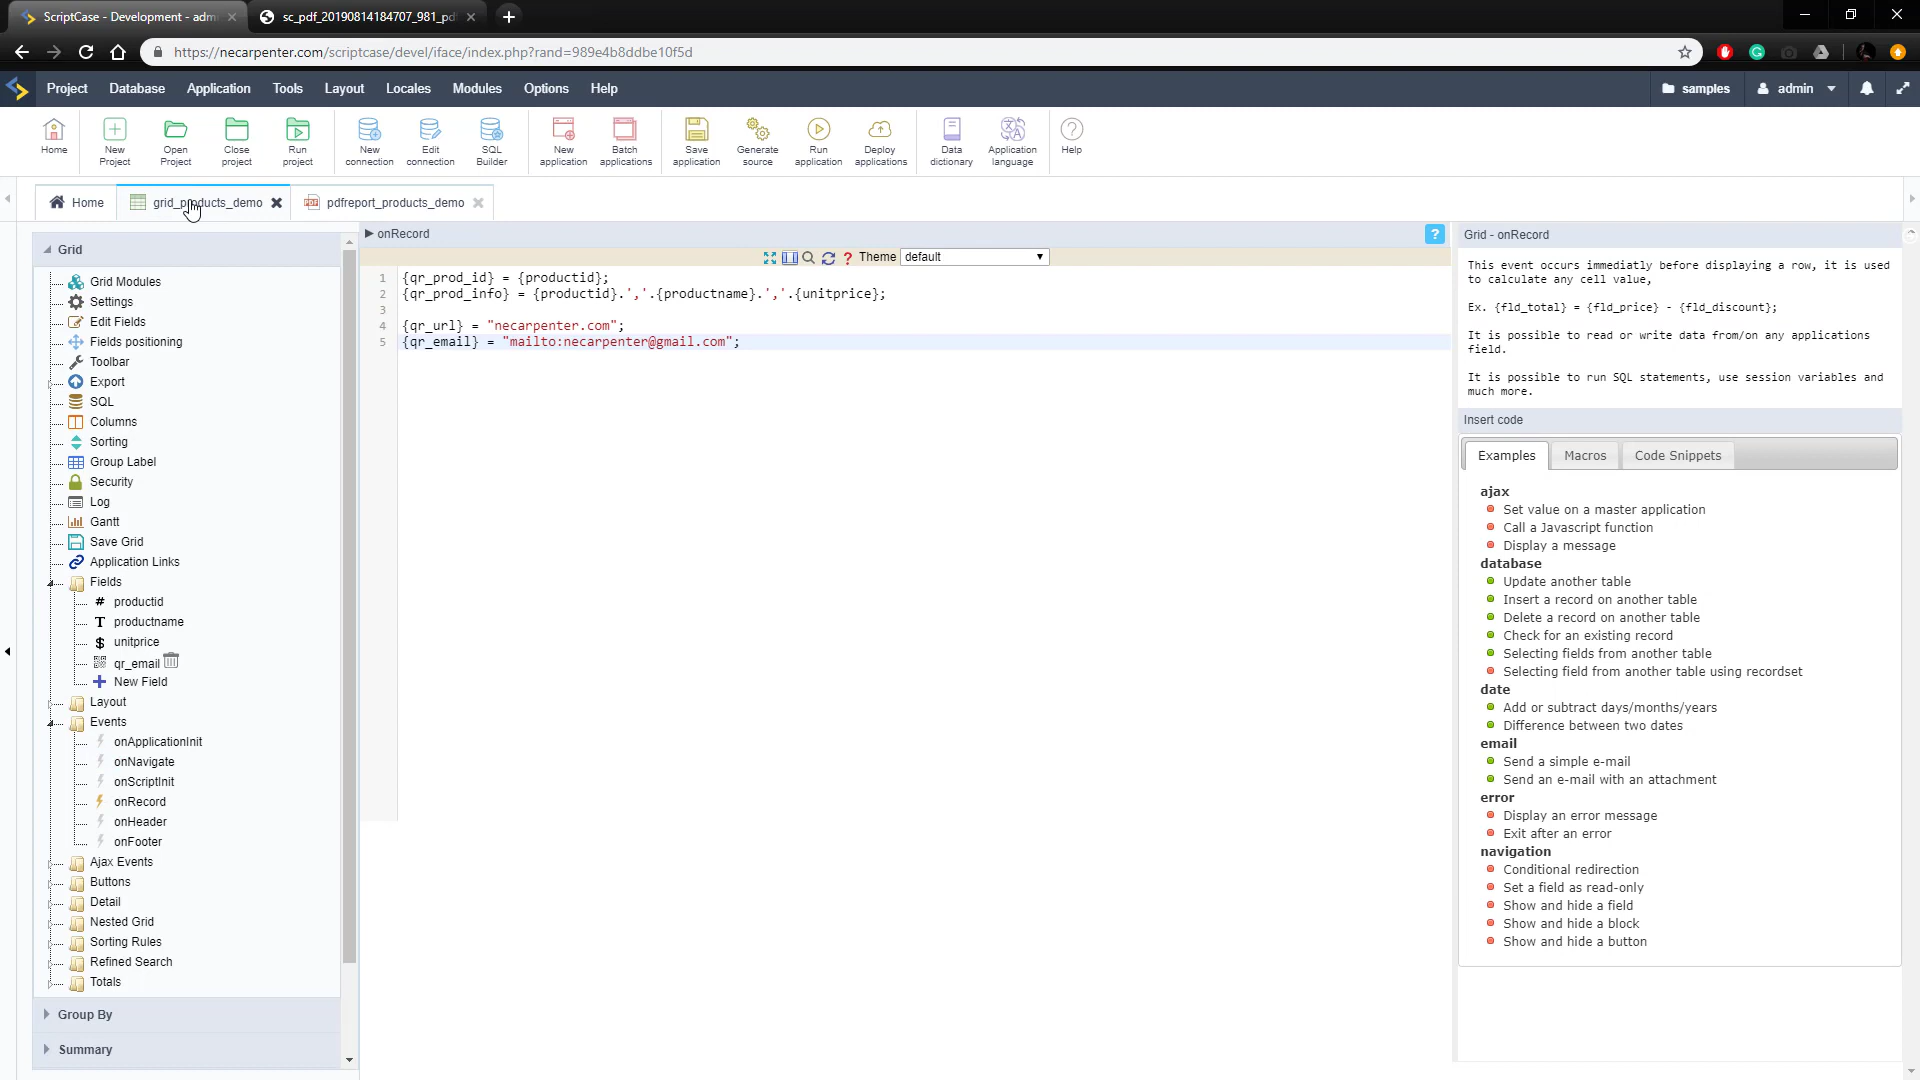 ScriptCase - Development - adm
sc_pdf_20190814184707_981_pd
https://necarpenter.com/scriptcase/devel/iface/index.php?rand=989e4b8ddbe10f5d
Project Database Application Tools Layout Locales Modules Options Help samples admin
Home
New Project
Open Project
Close project
Run project
New connection
Edit connection
SQL Builder
New application
Batch applications
Save application
Generate source
Run application
Deploy applications
Data dictionary
Application language
Help
Home grid_products_demo pdfreport_products_demo
Grid
Grid Modules
Settings
Edit Fields
Fields positioning
Toolbar
Export
SQL
Columns
Sorting
Group Label
Security
Log
Gantt
Save Grid
Application Links
Fields
# productid
T productname
$ unitprice
qr_email
New Field
Layout
Events
onApplicationInit
onNavigate
onScriptInit
onRecord
onHeader
onFooter
Ajax Events
Buttons
Detail
Nested Grid
Sorting Rules
Refined Search
Totals
Group By
Summary
onRecord ?
? Theme default
1 {qr_prod_id} = {productid};
2 {qr_prod_info} = {productid}.','.{productname}.','.{unitprice};
3
4 {qr_url} = "necarpenter.com";
5 {qr_email} = "mailto:necarpenter@gmail.com";
Grid - onRecord
This event occurs immediatly before displaying a row, it is used
to calculate any cell value,
Ex. {fld_total} = {fld_price} - {fld_discount};
It is possible to read or write data from/on any applications
field.
It is possible to run SQL statements, use session variables and
much more.
Insert code
Examples Macros Code Snippets
ajax
Set value on a master application
Call a Javascript function
Display a message
database
Update another table
Insert a record on another table
Delete a record on another table
Check for an existing record
Selecting fields from another table
Selecting field from another table using recordset
date
Add or subtract days/months/years
Difference between two dates
email
Send a simple e-mail
Send an e-mail with an attachment
error
Display an error message
Exit after an error
navigation
Conditional redirection
Set a field as read-only
Show and hide a field
Show and hide a block
Show and hide a button